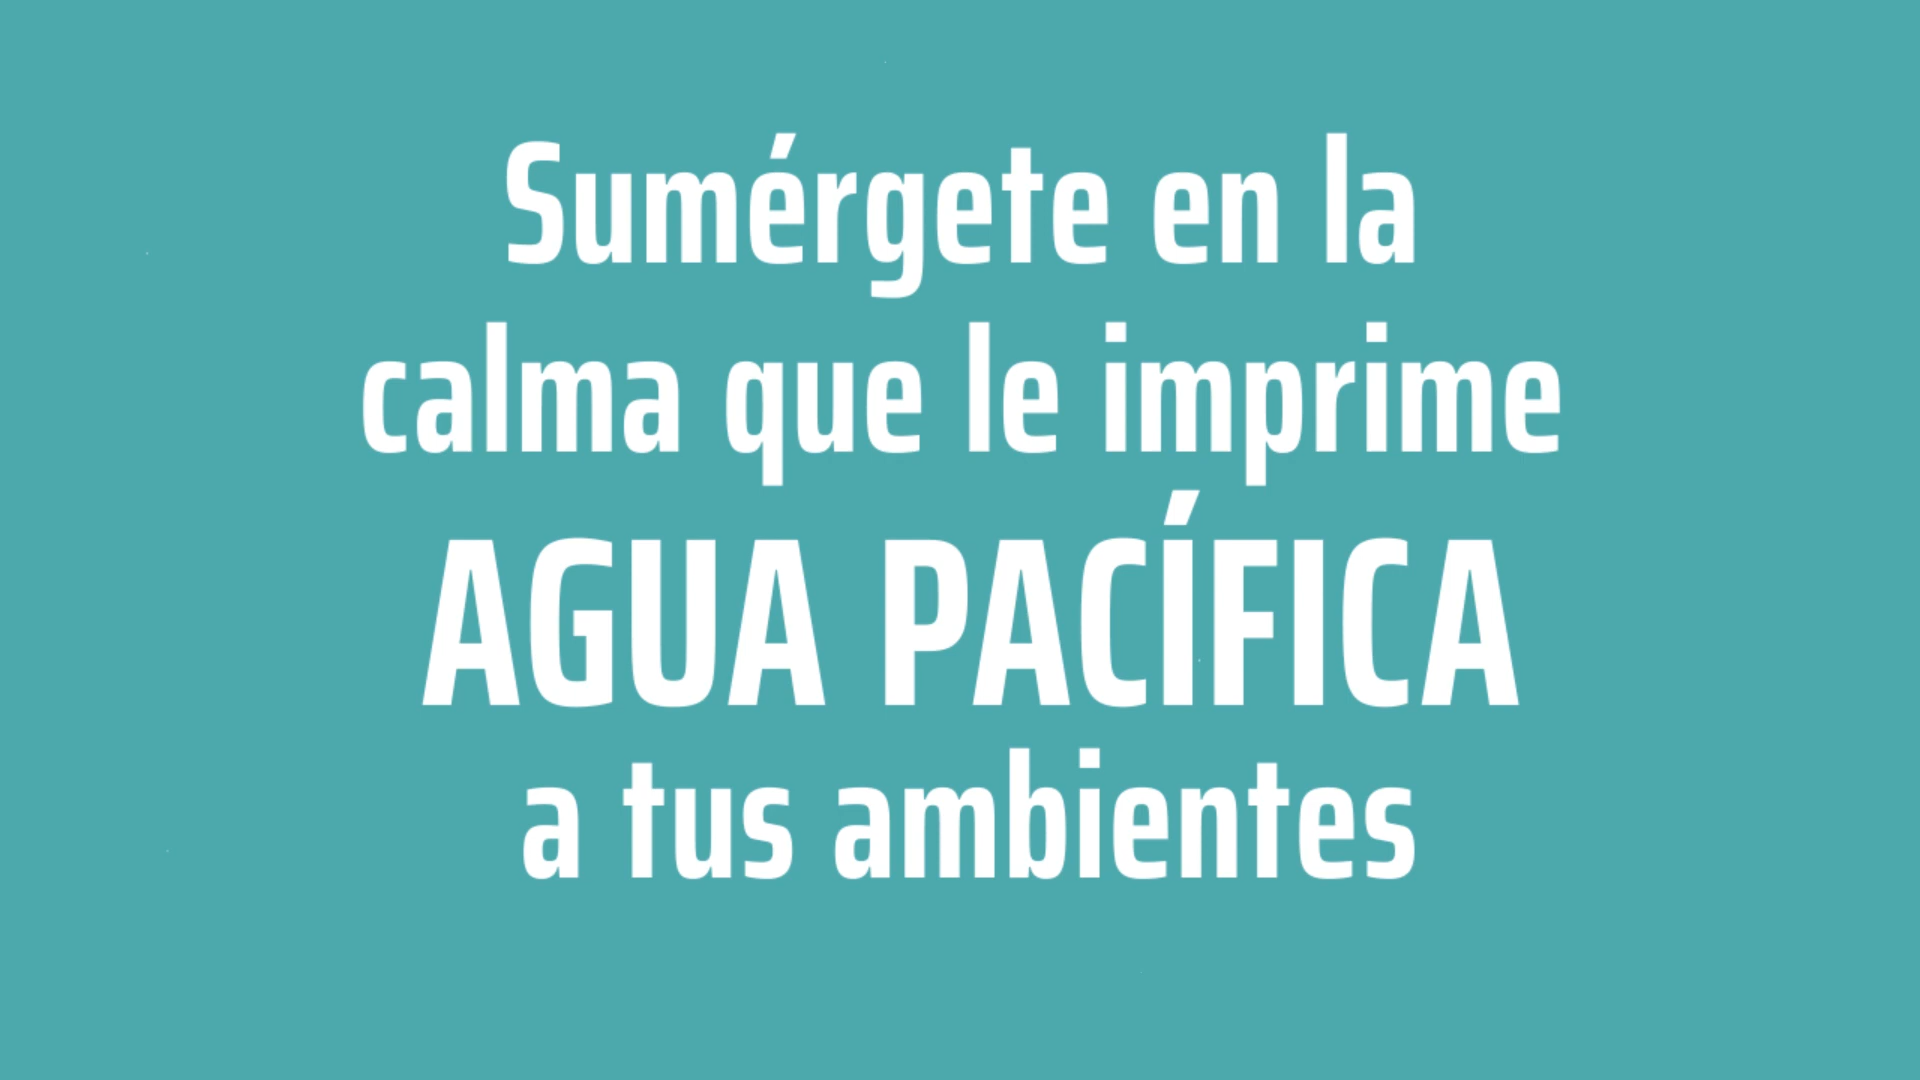 Sumérgete en la
calma que le imprime
AGUA PACÍFICA
a tus ambientes